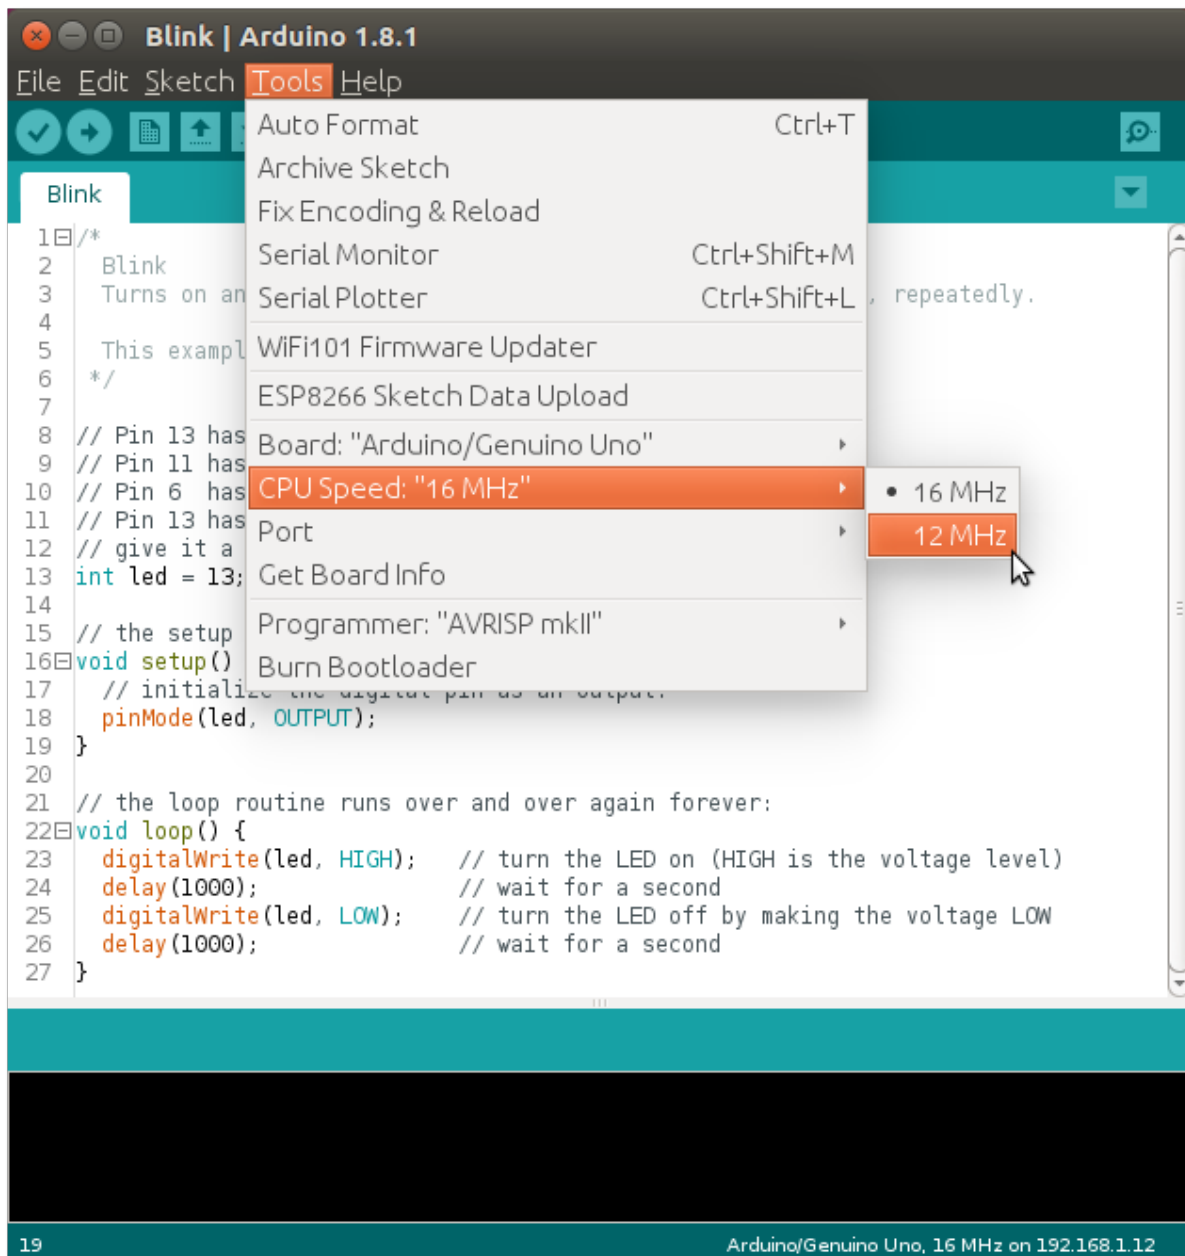 Blink | Arduino 1.8.1
File Edit Sketch Tools Help
Auto Format Ctrl+T
Archive Sketch
Fix Encoding & Reload
Serial Monitor Ctrl+Shift+M
Serial Plotter Ctrl+Shift+L
WiFi101 Firmware Updater
ESP8266 Sketch Data Upload
Board: "Arduino/Genuino Uno"
CPU Speed: "16 MHz"
Port
Get Board Info
Programmer: "AVRISP mkII"
Burn Bootloader
16 MHz
12 MHz
Blink
1 /*
2 Blink
3 Turns on an , repeatedly.
4
5 This exampl
6 */
7
8 // Pin 13 has
9 // Pin 11 has
10 // Pin 6 has
11 // Pin 13 has
12 // give it a
13 int led = 13;
14
15 // the setup
16 void setup()
17 // initialize the digital pin as an output.
18 pinMode(led, OUTPUT);
19 }
20
21 // the loop routine runs over and over again forever:
22 void loop() {
23 digitalWrite(led, HIGH); // turn the LED on (HIGH is the voltage level)
24 delay(1000); // wait for a second
25 digitalWrite(led, LOW); // turn the LED off by making the voltage LOW
26 delay(1000); // wait for a second
27 }
19 Arduino/Genuino Uno, 16 MHz on 192.168.1.12